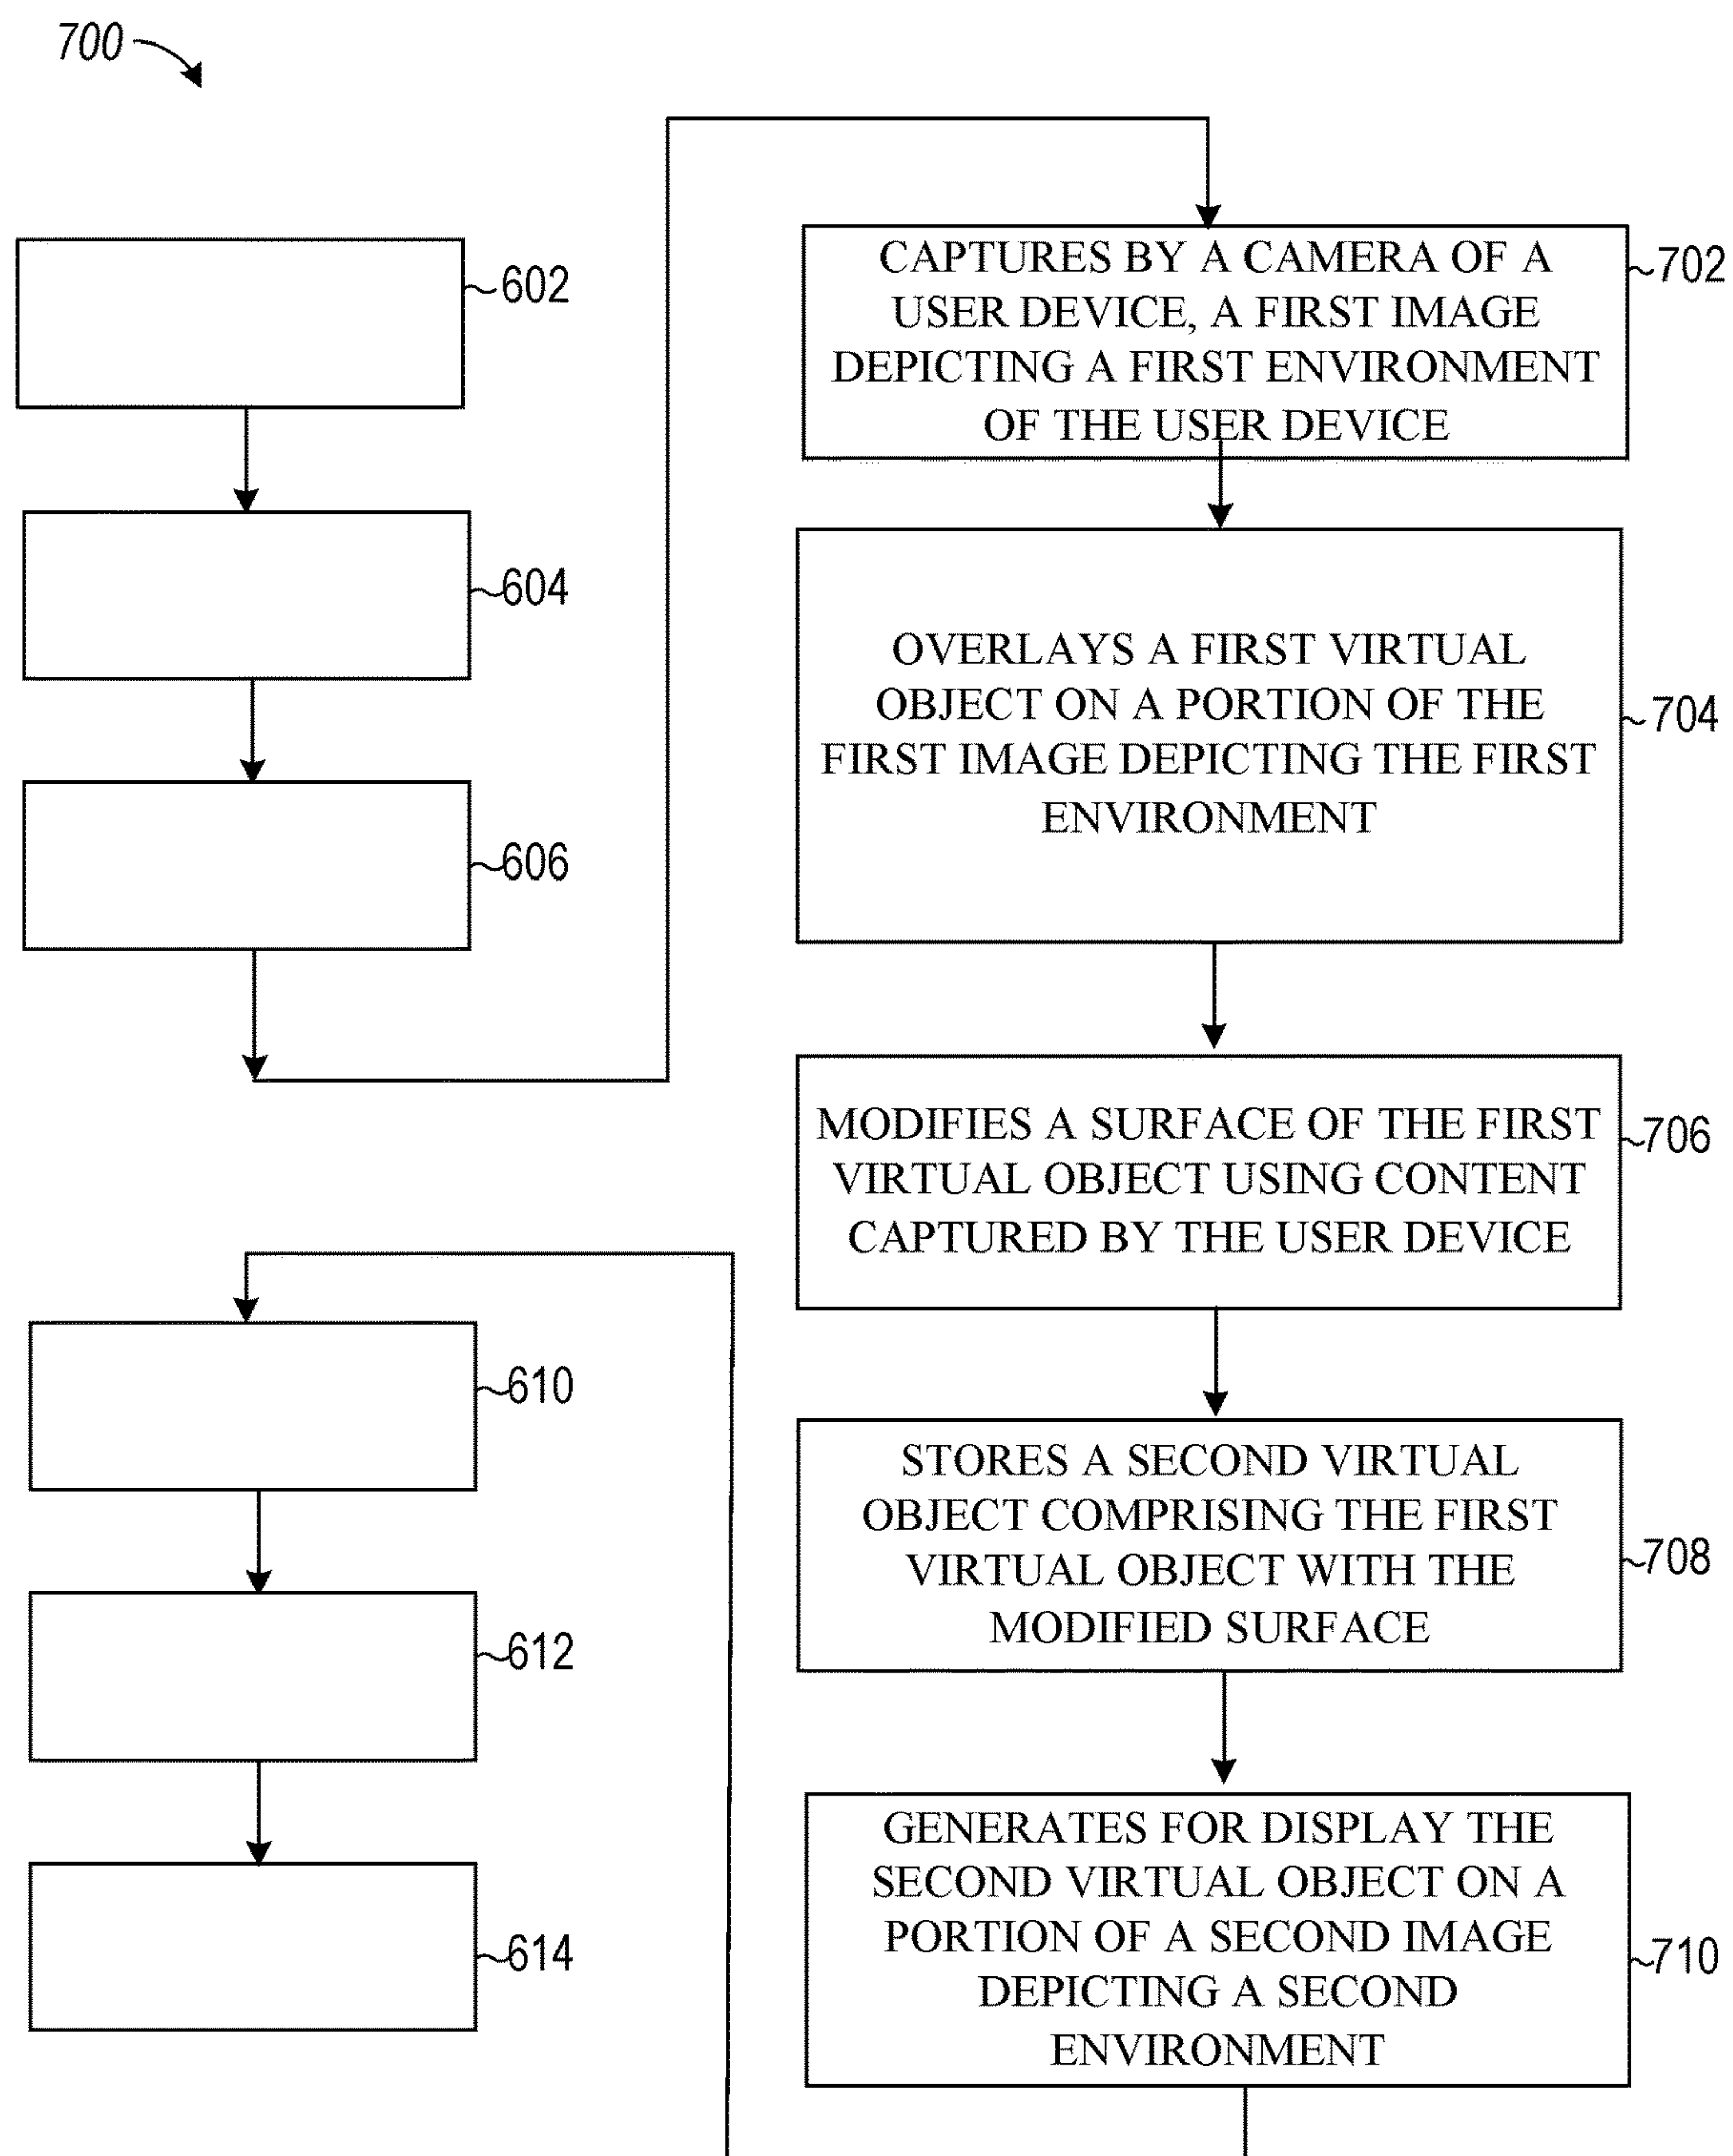 700
602
604
606
CAPTURES BY A CAMERA OF A
USER DEVICE, A FIRST IMAGE
DEPICTING A FIRST ENVIRONMENT
OF THE USER DEVICE
702
OVERLAYS A FIRST VIRTUAL
OBJECT ON A PORTION OF THE
FIRST IMAGE DEPICTING THE FIRST
ENVIRONMENT
704
MODIFIES A SURFACE OF THE FIRST
VIRTUAL OBJECT USING CONTENT
CAPTURED BY THE USER DEVICE
706
STORES A SECOND VIRTUAL
OBJECT COMPRISING THE FIRST
VIRTUAL OBJECT WITH THE
MODIFIED SURFACE
708
GENERATES FOR DISPLAY THE
SECOND VIRTUAL OBJECT ON A
PORTION OF A SECOND IMAGE
DEPICTING A SECOND
ENVIRONMENT
710
610
612
614